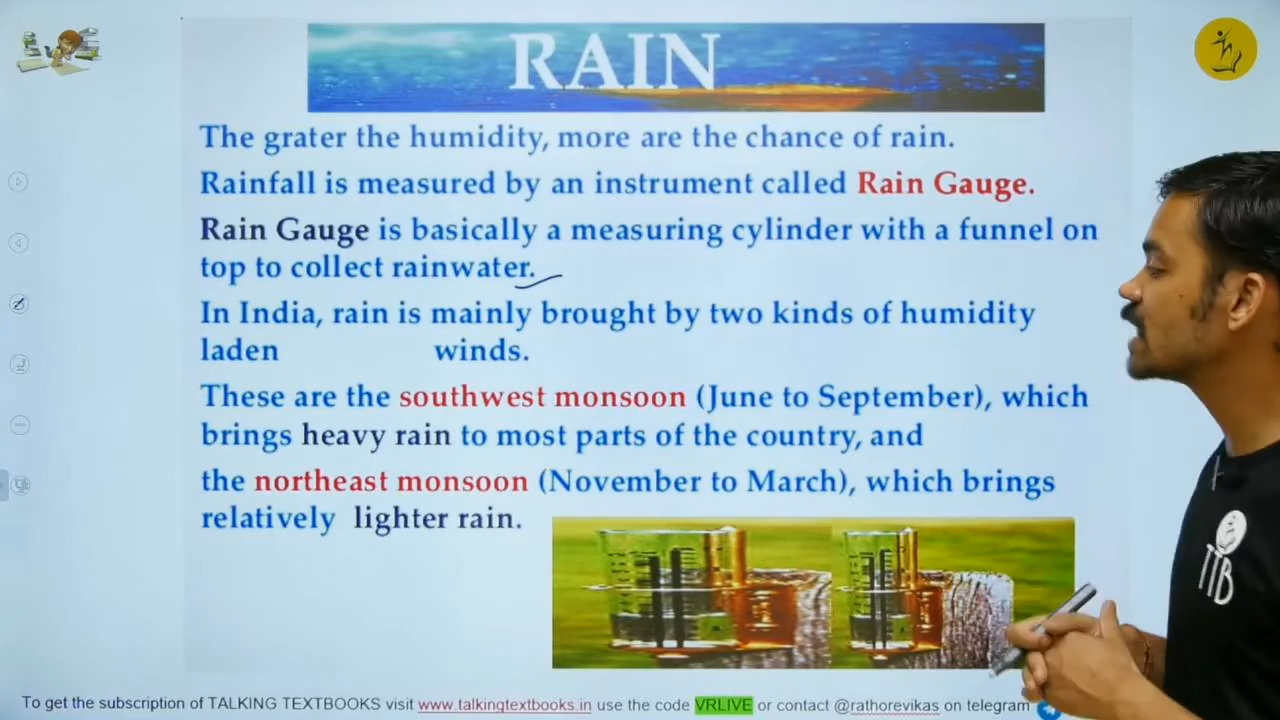 RAIN
The grater the humidity, more are the chance of rain.
Rainfall is measured by an instrument called Rain Gauge.
Rain Gauge is basically a measuring cylinder with a funnel on
top to collect rainwater.
In India, rain is mainly brought by two kinds of humidity
laden winds.
These are the southwest monsoon (June to September), which
brings heavy rain to most parts of the country, and
the northeast monsoon (November to March), which brings
relatively lighter rain.
TTB
To get the subscription of TALKING TEXTBOOKS visit www.talkingtextbooks.in use the code VRLIVE or contact @rathorevikas on telegram